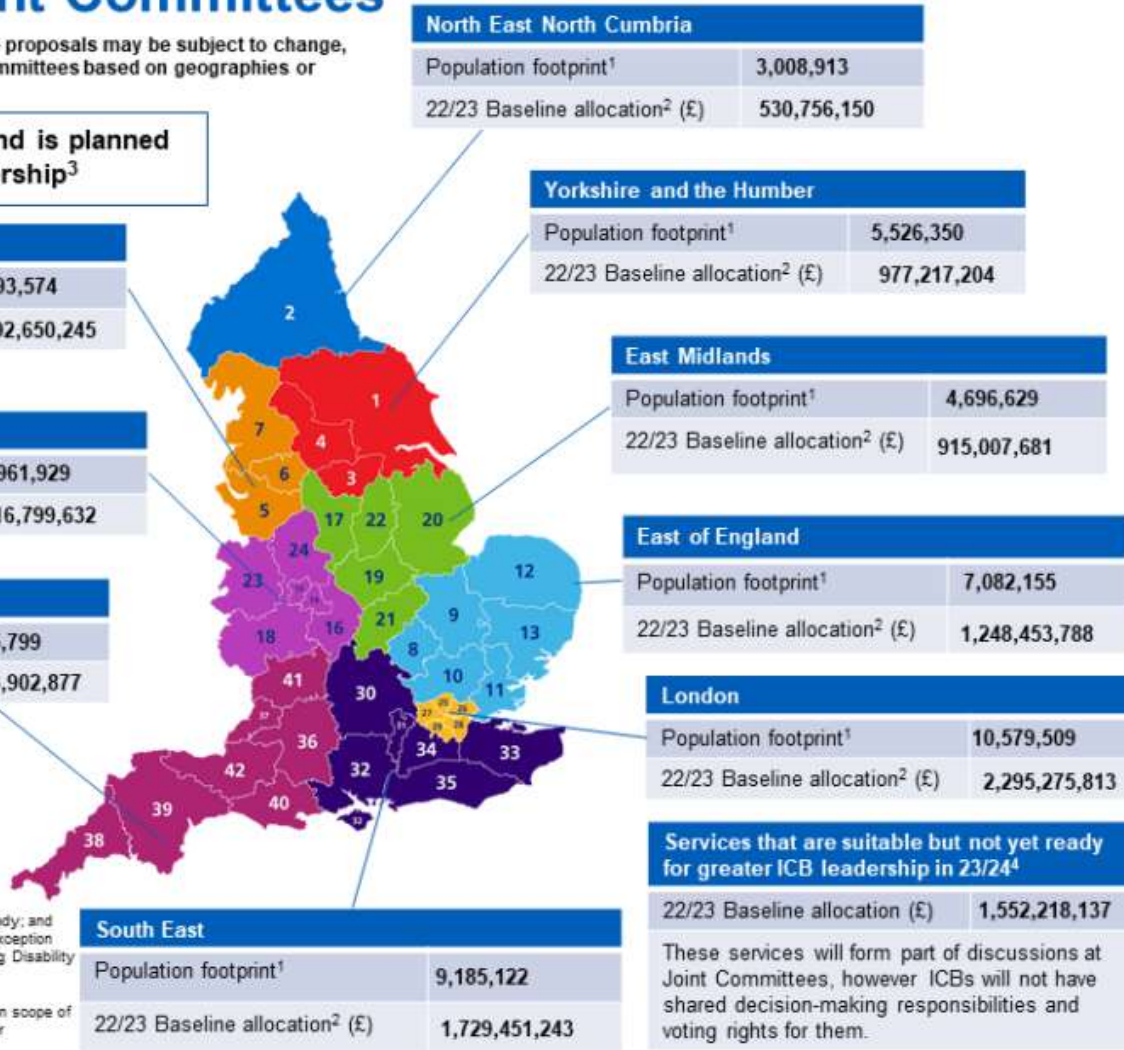 nt Committees
proposals may be subject to change,
mmittees based on geographies or
nd is planned
rship3
North East North Cumbria
Population footprint1 3,008,913
22/23 Baseline allocation2 (£) 530,756,150
Yorkshire and the Humber
Population footprint1 5,526,350
22/23 Baseline allocation2 (£) 977,217,204
93,574
02,650,245
East Midlands
Population footprint1 4,696,629
22/23 Baseline allocation2 (£) 915,007,681
961,929
16,799,632
East of England
Population footprint1 7,082,155
22/23 Baseline allocation2 (£) 1,248,453,788
,799
,902,877
London
Population footprint1 10,579,509
22/23 Baseline allocation2 (£) 2,295,275,813
Services that are suitable but not yet ready
for greater ICB leadership in 23/244
22/23 Baseline allocation (£) 1,552,218,137
These services will form part of discussions at
Joint Committees, however ICBs will not have
shared decision-making responsibilities and
voting rights for them.
South East
Population footprint1 9,185,122
22/23 Baseline allocation2 (£) 1,729,451,243
ody; and
xception
g Disability
n scope of
r
2
1
7
4
6
3
5
17
22
20
24
23
19
12
18
16
21
9
13
8
10
11
41
30
27
36
34
33
42
32
35
39
40
38